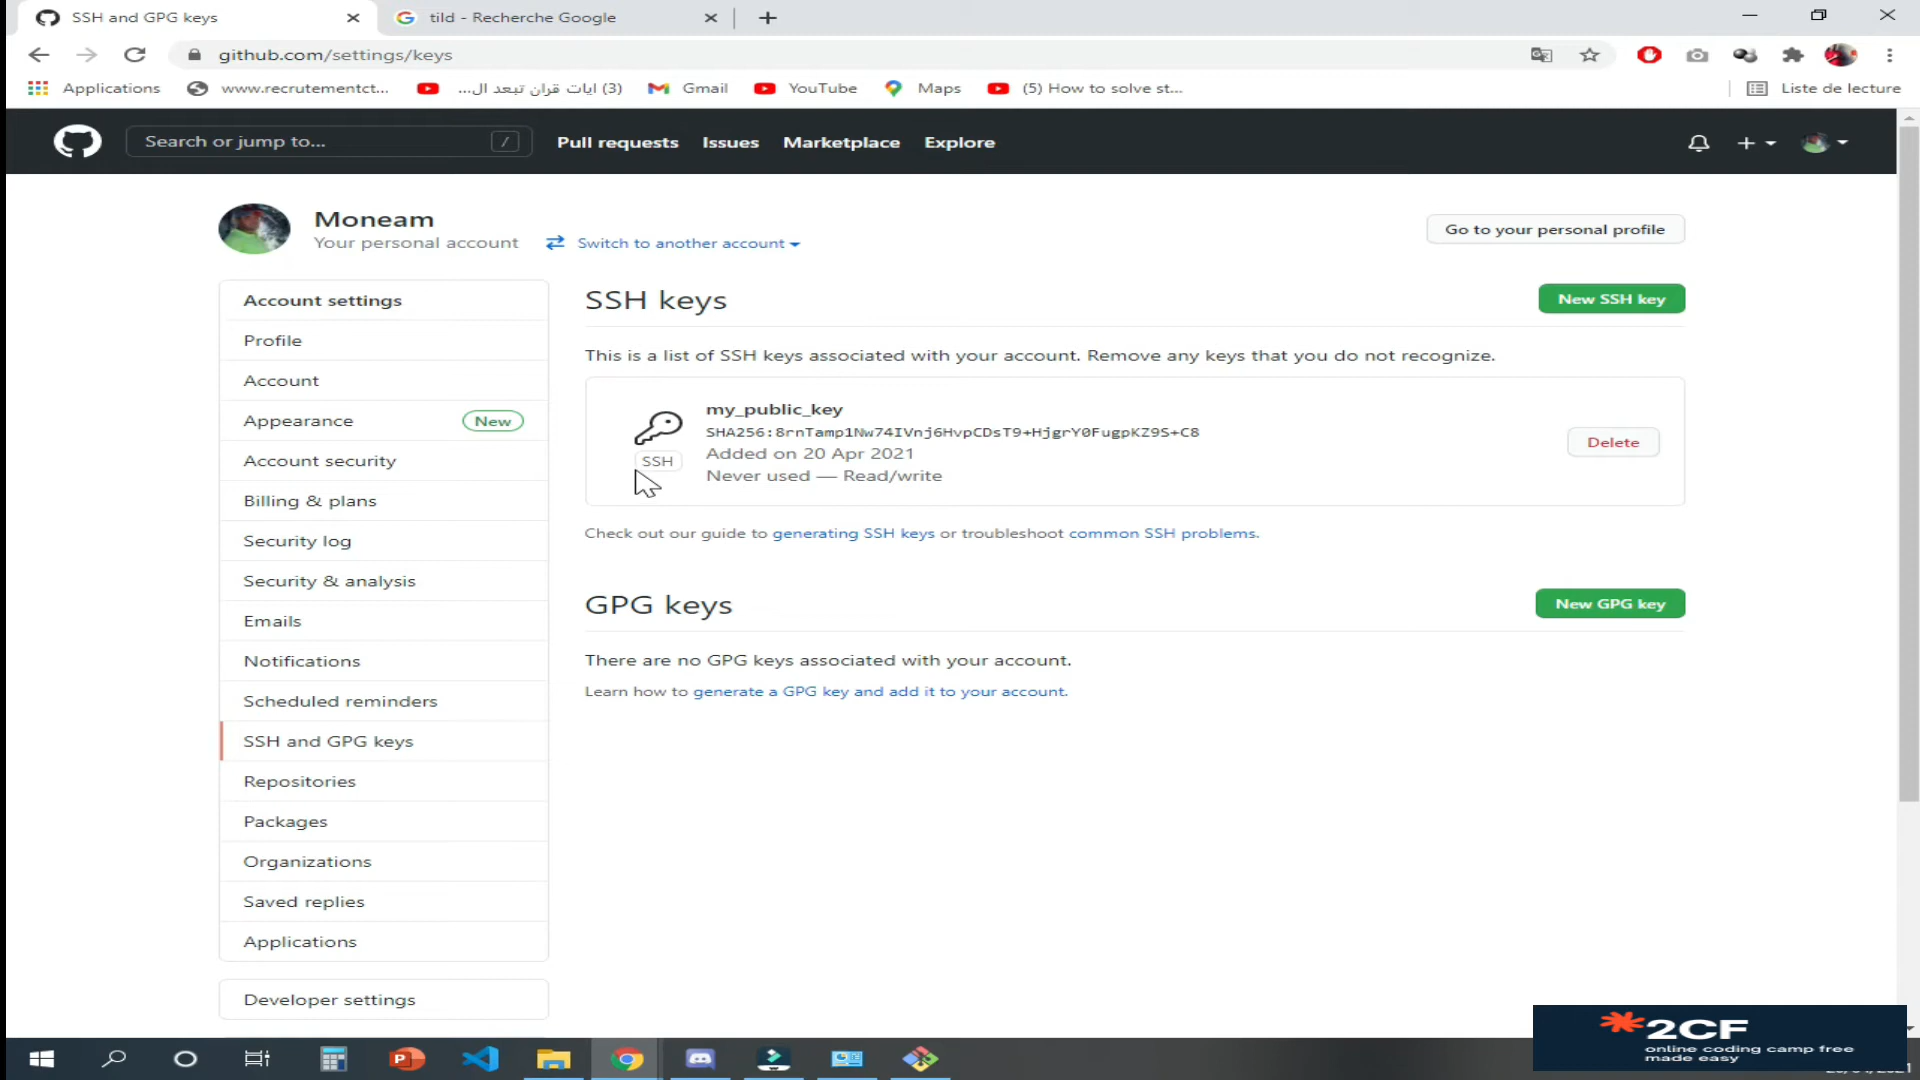 SSH and GPG keys
tild - Recherche Google
github.com/settings/keys
Applications
www.recrutementct...
(3) ايات قران تبعد ال...
Gmail
YouTube
Maps
(5) How to solve st...
Liste de lecture
Search or jump to...
/
Pull requests
Issues
Marketplace
Explore
Moneam
Your personal account
Switch to another account
Go to your personal profile
Account settings
Profile
Account
Appearance
New
Account security
Billing & plans
Security log
Security & analysis
Emails
Notifications
Scheduled reminders
SSH and GPG keys
Repositories
Packages
Organizations
Saved replies
Applications
Developer settings
SSH keys
New SSH key
This is a list of SSH keys associated with your account. Remove any keys that you do not recognize.
my_public_key
SHA256:8rnTamp1Nw74IVnj6HvpCDsT9+HjgrY0FugpKZ9S+C8
Added on 20 Apr 2021
Never used — Read/write
SSH
Delete
Check out our guide to generating SSH keys or troubleshoot common SSH problems.
GPG keys
New GPG key
There are no GPG keys associated with your account.
Learn how to generate a GPG key and add it to your account.
2CF
online coding camp free
made easy